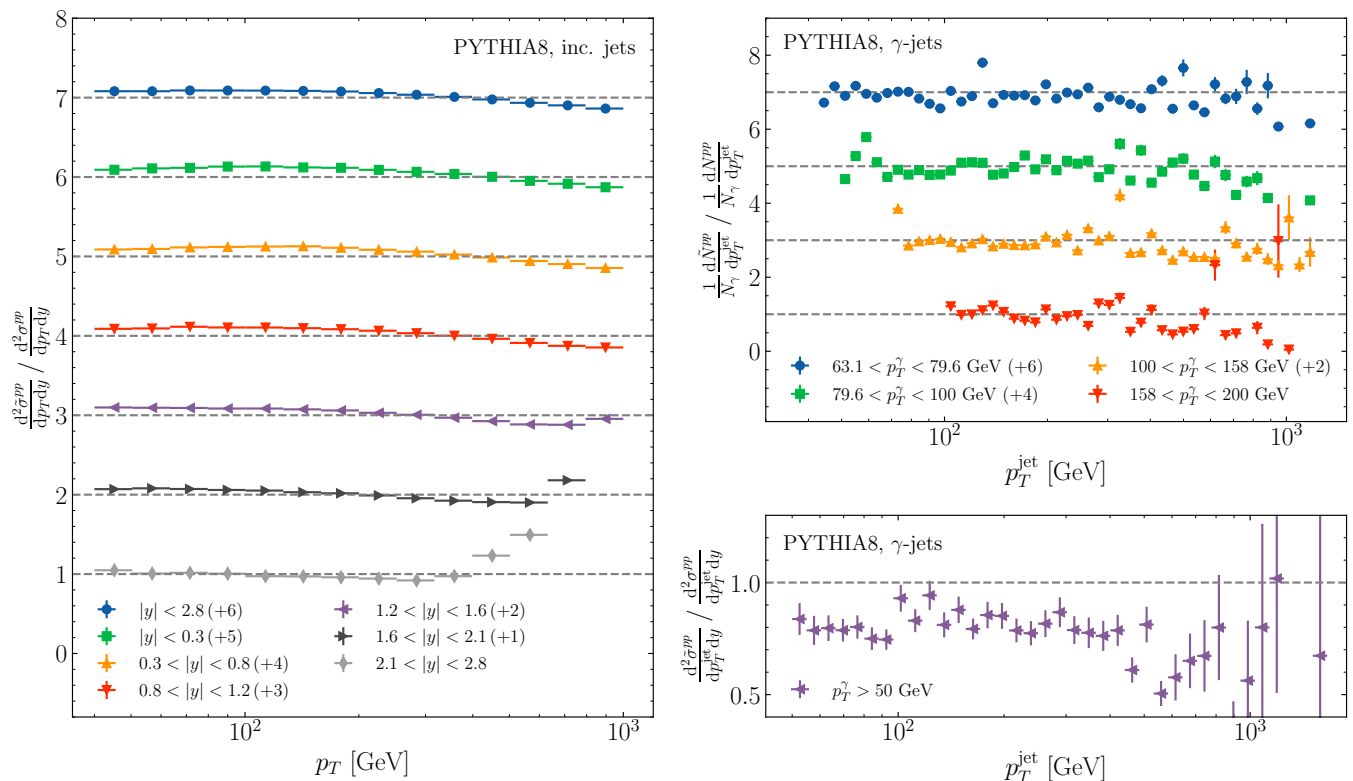 8
7
6
5
4
3
2
1
0
PYTHIA8, inc. jets
d²σ̃^{pp}/dp_Tdy / d²σ^{pp}/dp_Tdy
|y| < 2.8 (+6)
|y| < 0.3 (+5)
0.3 < |y| < 0.8 (+4)
0.8 < |y| < 1.2 (+3)
1.2 < |y| < 1.6 (+2)
1.6 < |y| < 2.1 (+1)
2.1 < |y| < 2.8
10² 10³
p_T [GeV]
PYTHIA8, γ-jets
8
6
4
2
0
1/N_γ dÑ^{pp}/dp_T^{jet} / 1/N_γ dN^{pp}/dp_T^{jet}
63.1 < p_T^γ < 79.6 GeV (+6)
79.6 < p_T^γ < 100 GeV (+4)
100 < p_T^γ < 158 GeV (+2)
158 < p_T^γ < 200 GeV
10² 10³
p_T^{jet} [GeV]
PYTHIA8, γ-jets
1.0
0.5
d²σ̃^{pp}/dp_T^{jet}dy / d²σ^{pp}/dp_T^{jet}dy
p_T^γ > 50 GeV
10² 10³
p_T^{jet} [GeV]